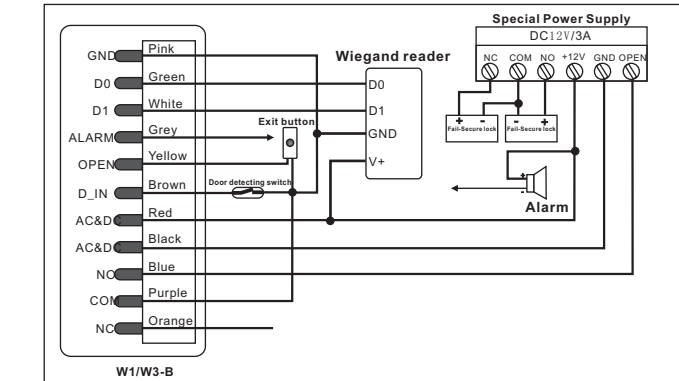 Special Power Supply
DC12V/3A
NC COM NO +12V GND OPEN
+ - - +
Fail-Secure lock Fail-Secure lock
+
-
Alarm
Wiegand reader
D0
D1
GND
V+
Exit button
Door detecting switch
GND Pink
D0 Green
D1 White
ALARM Grey
OPEN Yellow
D_IN Brown
AC&DC Red
AC&DC Black
NO Blue
COM Purple
NC Orange
W1/W3-B